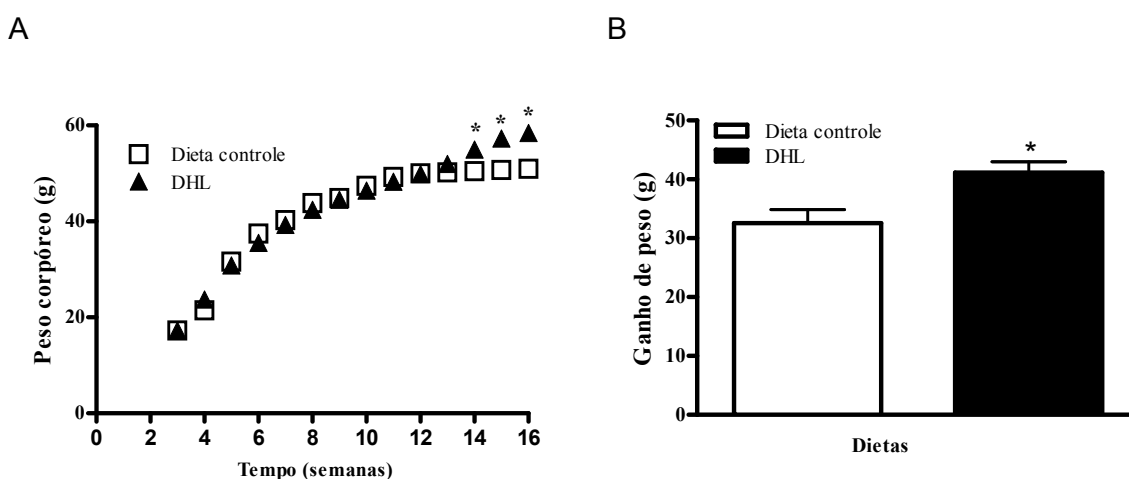 A
B
60
40
20
0
Peso corpóreo (g)
Dieta controle
DHL
* * *
0 2 4 6 8 10 12 14 16
Tempo (semanas)
50
40
30
20
10
0
Ganho de peso (g)
Dieta controle
DHL
*
Dietas